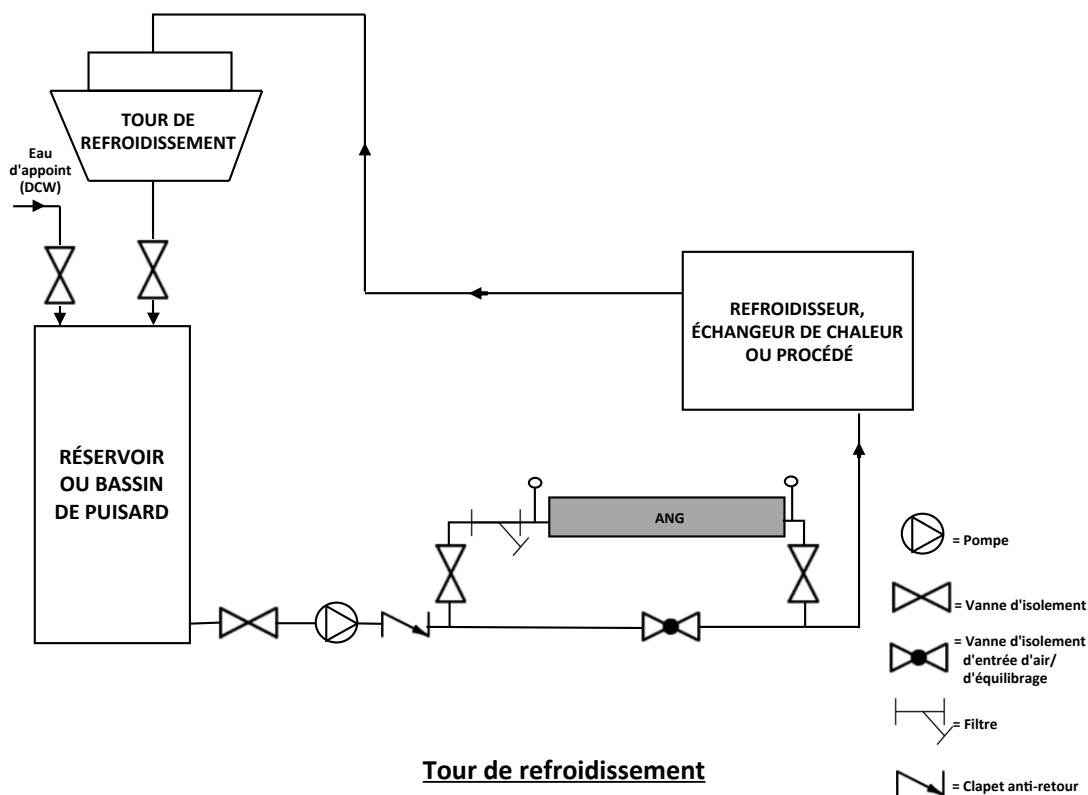 TOUR DE
REFROIDISSEMENT
Eau
d'appoint
(DCW)
REFROIDISSEUR,
ÉCHANGEUR DE CHALEUR
OU PROCÉDÉ
RÉSERVOIR
OU BASSIN
DE PUISARD
ANG
= Pompe
= Vanne d'isolement
= Vanne d'isolement
d'entrée d'air/
d'équilibrage
= Filtre
= Clapet anti-retour
Tour de refroidissement